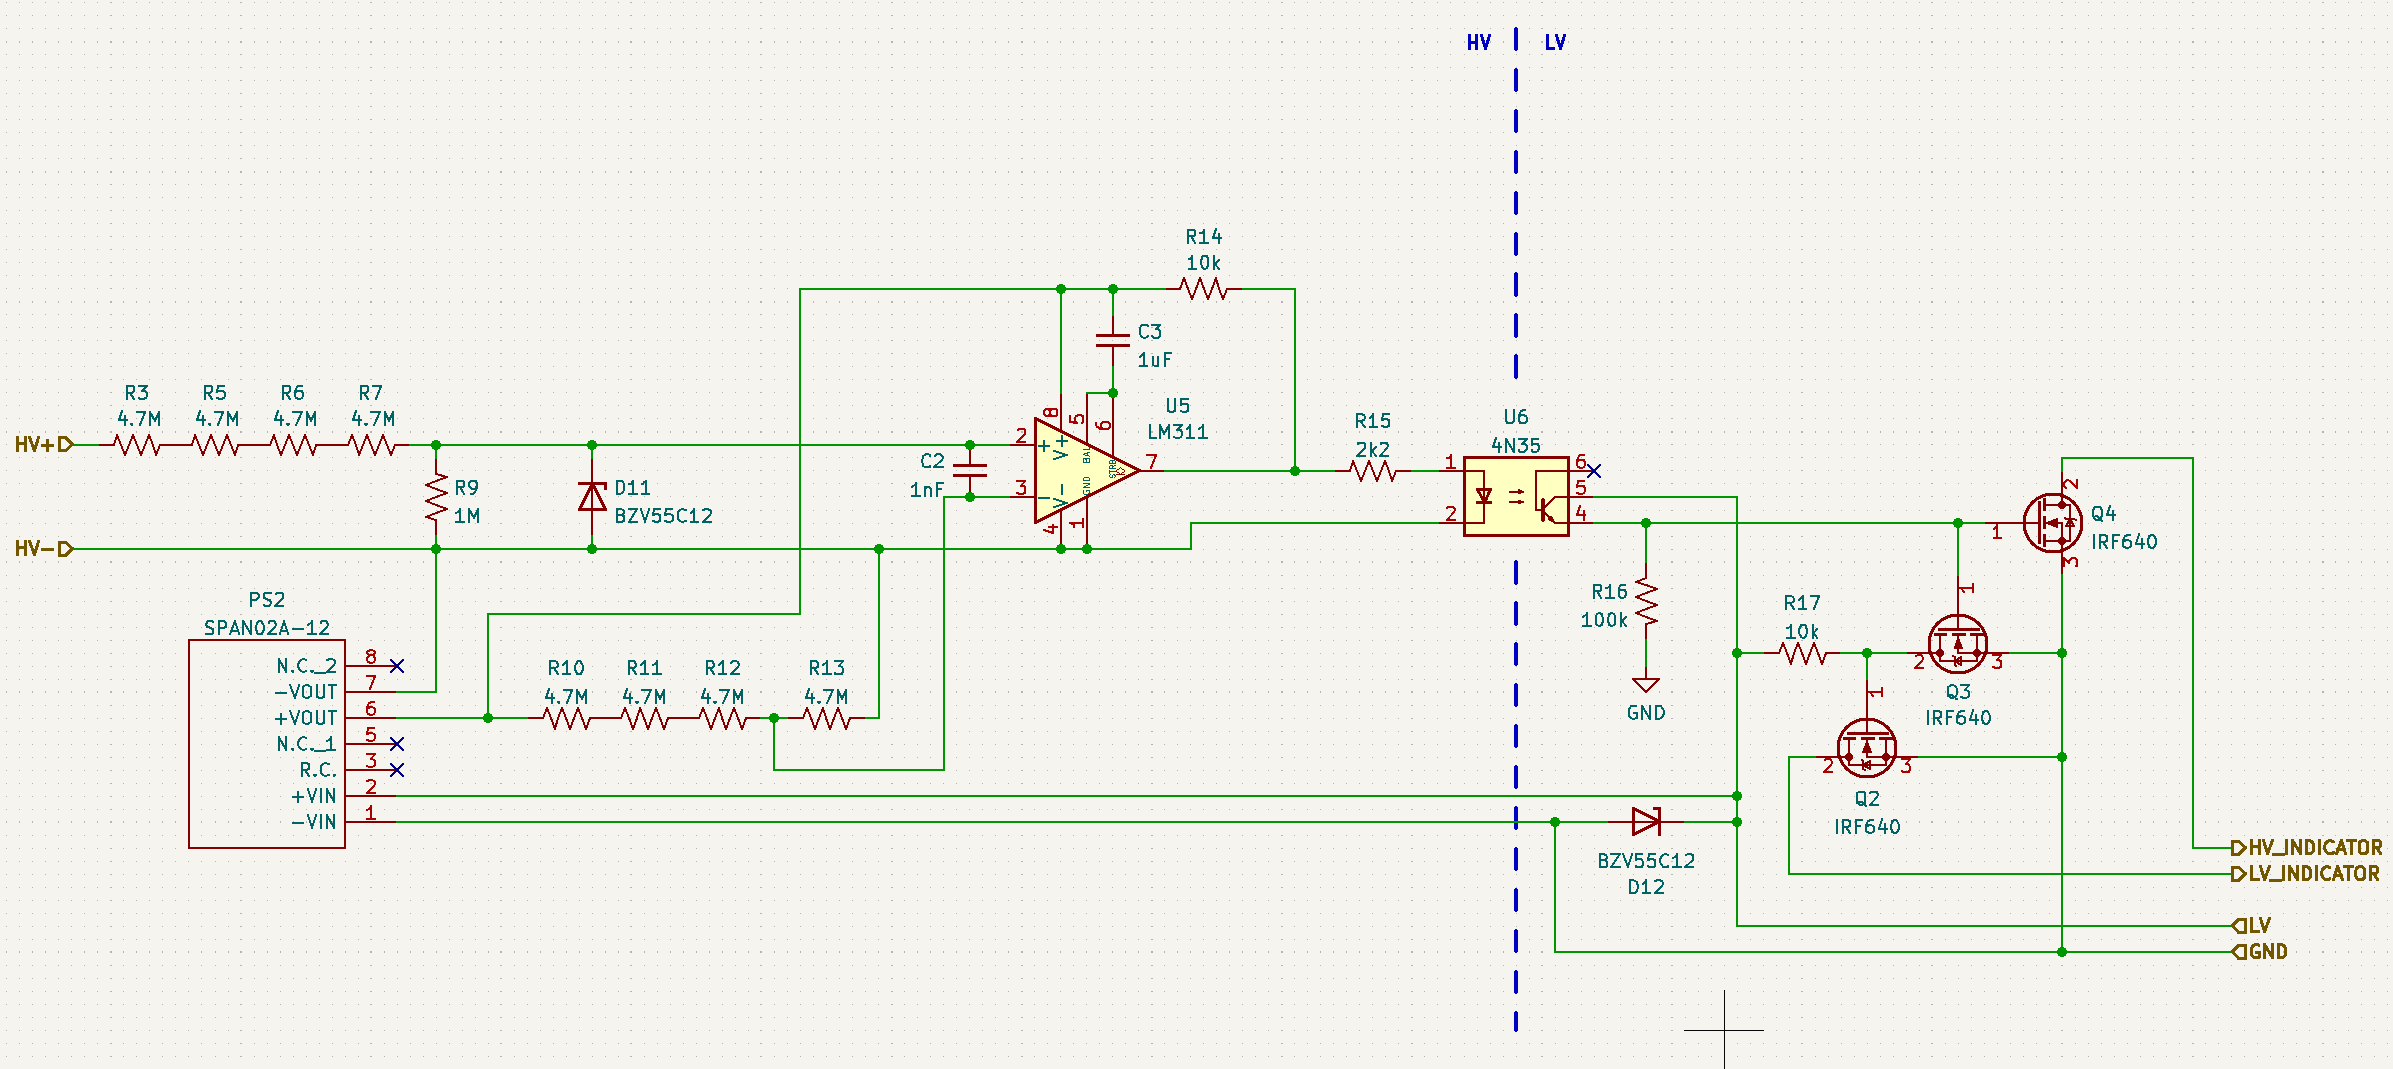 HV
LV
R14
10k
C3
1uF
R3
4.7M
R5
4.7M
R6
4.7M
R7
4.7M
8
5
6
U5
LM311
R15
2k2
U6
4N35
HV+
2
+
V+
BAL
STRB
7
1
6
C2
1nF
R9
1M
D11
BZV55C12
3
−
V−
GND
5
2
4
2
Q4
IRF640
1
3
HV−
4
1
PS2
SPAN02A-12
R16
100k
GND
R17
10k
1
2
3
Q3
IRF640
N.C._2
8
−VOUT
7
+VOUT
6
N.C._1
5
R.C.
3
+VIN
2
−VIN
1
R10
4.7M
R11
4.7M
R12
4.7M
R13
4.7M
1
2
3
Q2
IRF640
BZV55C12
D12
HV_INDICATOR
LV_INDICATOR
LV
GND